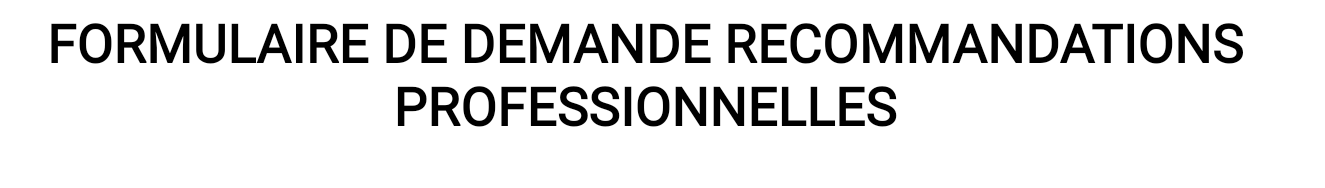 FORMULAIRE DE DEMANDE RECOMMANDATIONS
PROFESSIONNELLES